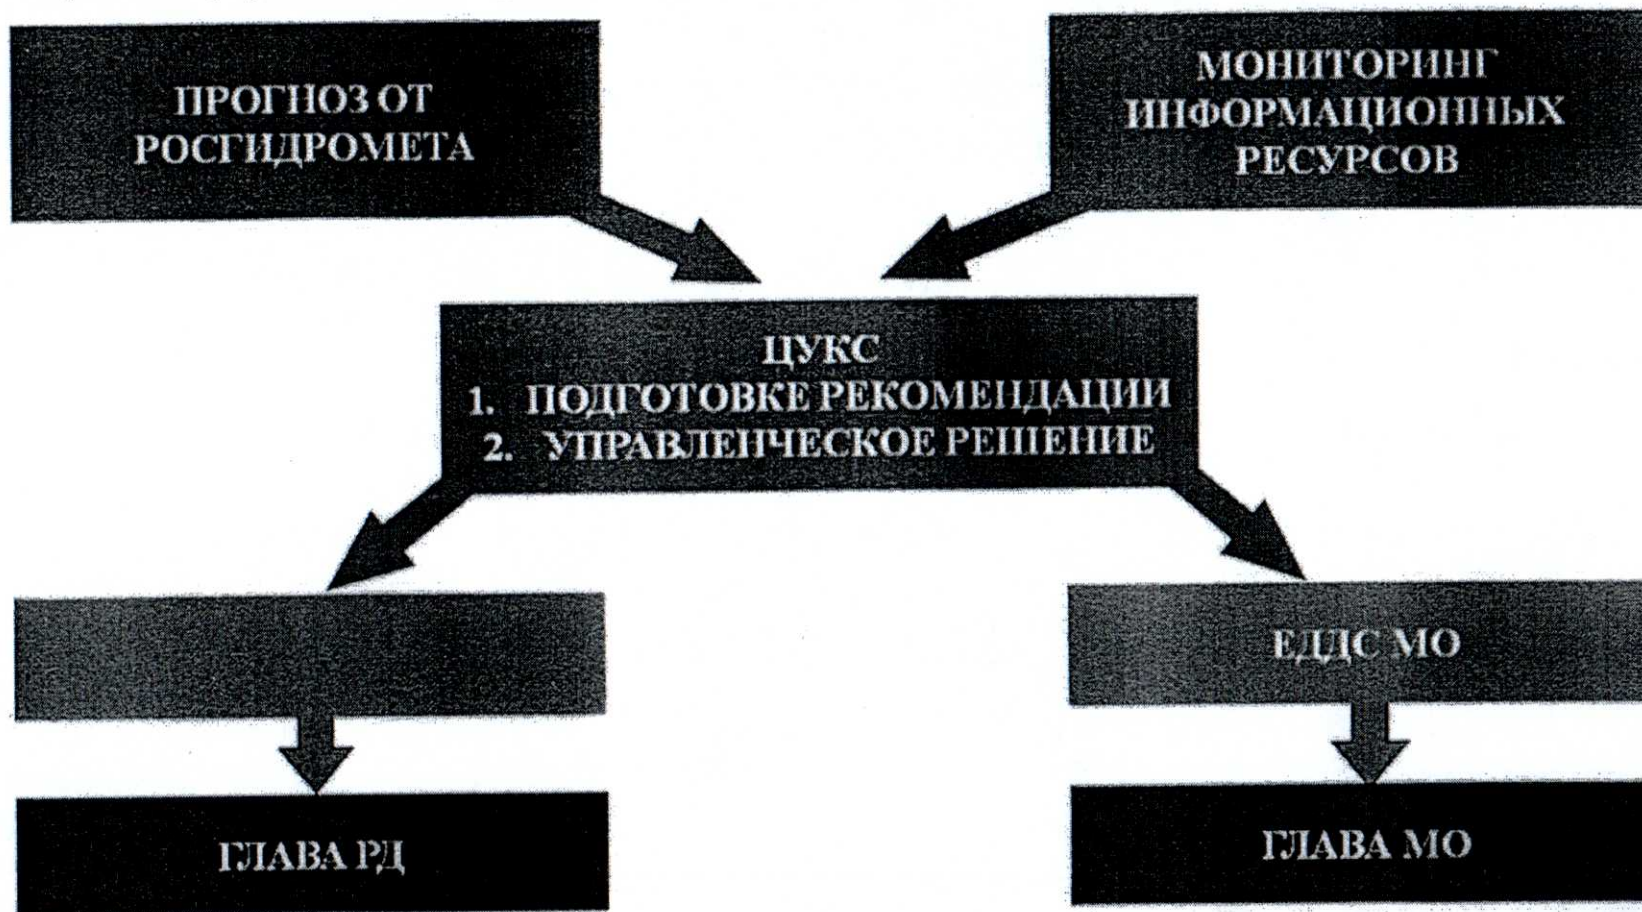 ПРОГНОЗ ОТ
РОСГИДРОМЕТА
МОНИТОРИНГ
ИНФОРМАЦИОННЫХ
РЕСУРСОВ
ЦУКС
1. ПОДГОТОВКЕ РЕКОМЕНДАЦИИ
2. УПРАВЛЕНЧЕСКОЕ РЕШЕНИЕ
ЕДДС МО
ГЛАВА РД
ГЛАВА МО